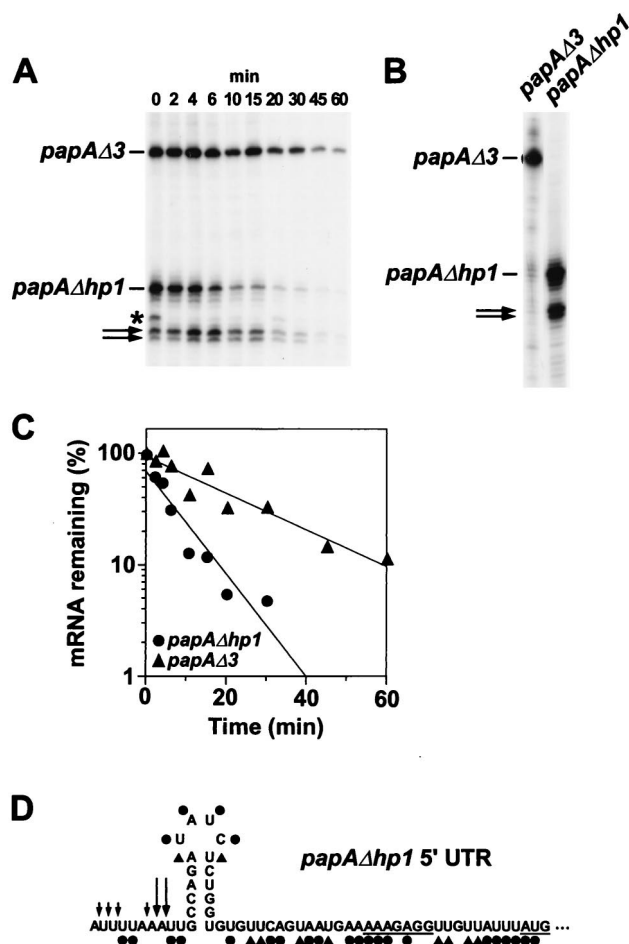 A
min
0 2 4 6 10 15 20 30 45 60
papAΔ3
papAΔhp1
*
B
papAΔ3
papAΔhp1
papAΔ3
papAΔhp1
C
mRNA remaining (%)
100
10
1
papAΔhp1
papAΔ3
0 20 40 60
Time (min)
D
papAΔhp1 5' UTR
A U
U C
A U
G C
A U
C G
C G
AUUUUAAAUUG UGUGUUCAGUAAUGAAAAAGAGGUUGUUAUUUAUG ...